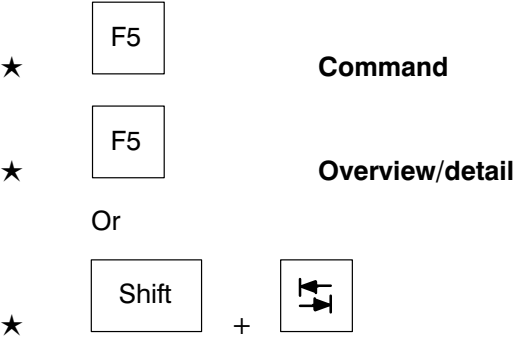 F5
★ Command
F5
★ Overview/detail
Or
★ Shift +